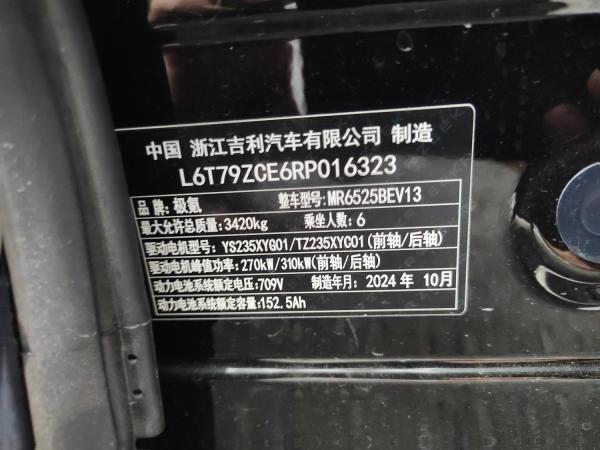 中国 浙江吉利汽车有限公司 制造
L6T79ZCE6RP016323
品牌: 极氪 整车型号: MR6525BEV13
最大允许总质量: 3420kg 乘坐人数: 6
驱动电机型号: YS235XYG01/TZ235XYC01(前轴/后轴)
驱动电机峰值功率: 270kW/310kW(前轴/后轴)
动力电池系统额定电压: 709V 制造年月: 2024 年 10月
动力电池系统额定容量: 152.5Ah